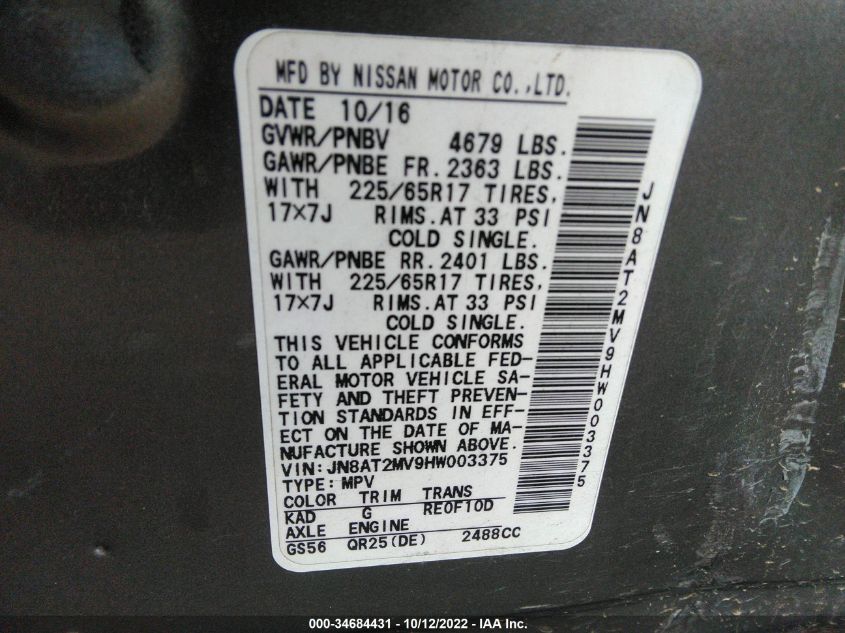 MFD BY NISSAN MOTOR CO.,LTD.
DATE 10/16
GVWR/PNBV 4679 LBS.
GAWR/PNBE FR. 2363 LBS.
WITH 225/65R17 TIRES,
17×7J RIMS. AT 33 PSI
COLD SINGLE.
GAWR/PNBE RR. 2401 LBS.
WITH 225/65R17 TIRES,
17×7J RIMS. AT 33 PSI
COLD SINGLE.
THIS VEHICLE CONFORMS
TO ALL APPLICABLE FED-
ERAL MOTOR VEHICLE SA-
FETY AND THEFT PREVEN-
TION STANDARDS IN EFF-
ECT ON THE DATE OF MA-
NUFACTURE SHOWN ABOVE.
VIN: JN8AT2MV9HW003375
TYPE: MPV
COLOR TRIM TRANS
KAD G RE0F10D
AXLE ENGINE
GS56 QR25(DE) 2488CC
JN8AT2MV9HW003375
000-34684431 - 10/12/2022 - IAA Inc.